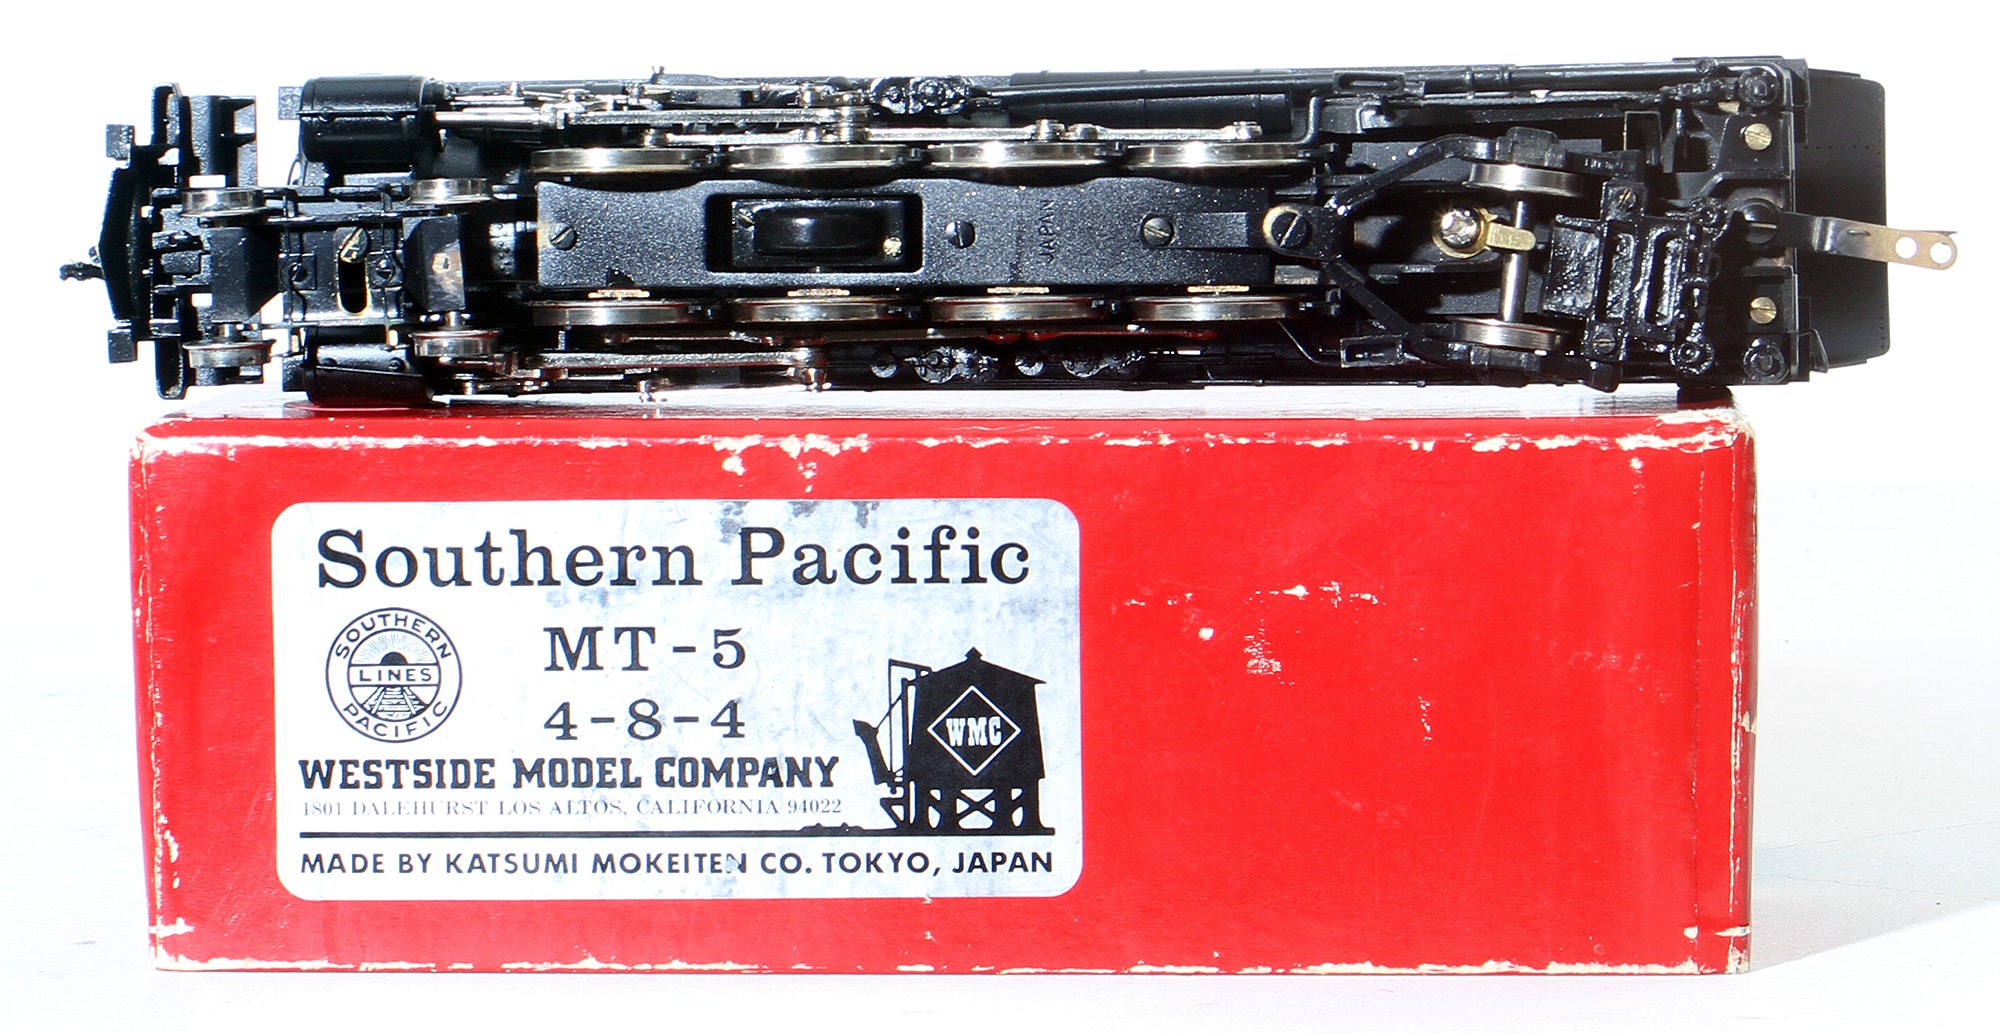 JAPAN
Southern Pacific
SOUTHERN
LINES
PACIFIC
MT-5
4-8-4
WMC
WESTSIDE MODEL COMPANY
1801 DALEHURST LOS ALTOS, CALIFORNIA 94022
MADE BY KATSUMI MOKEITEN CO. TOKYO, JAPAN